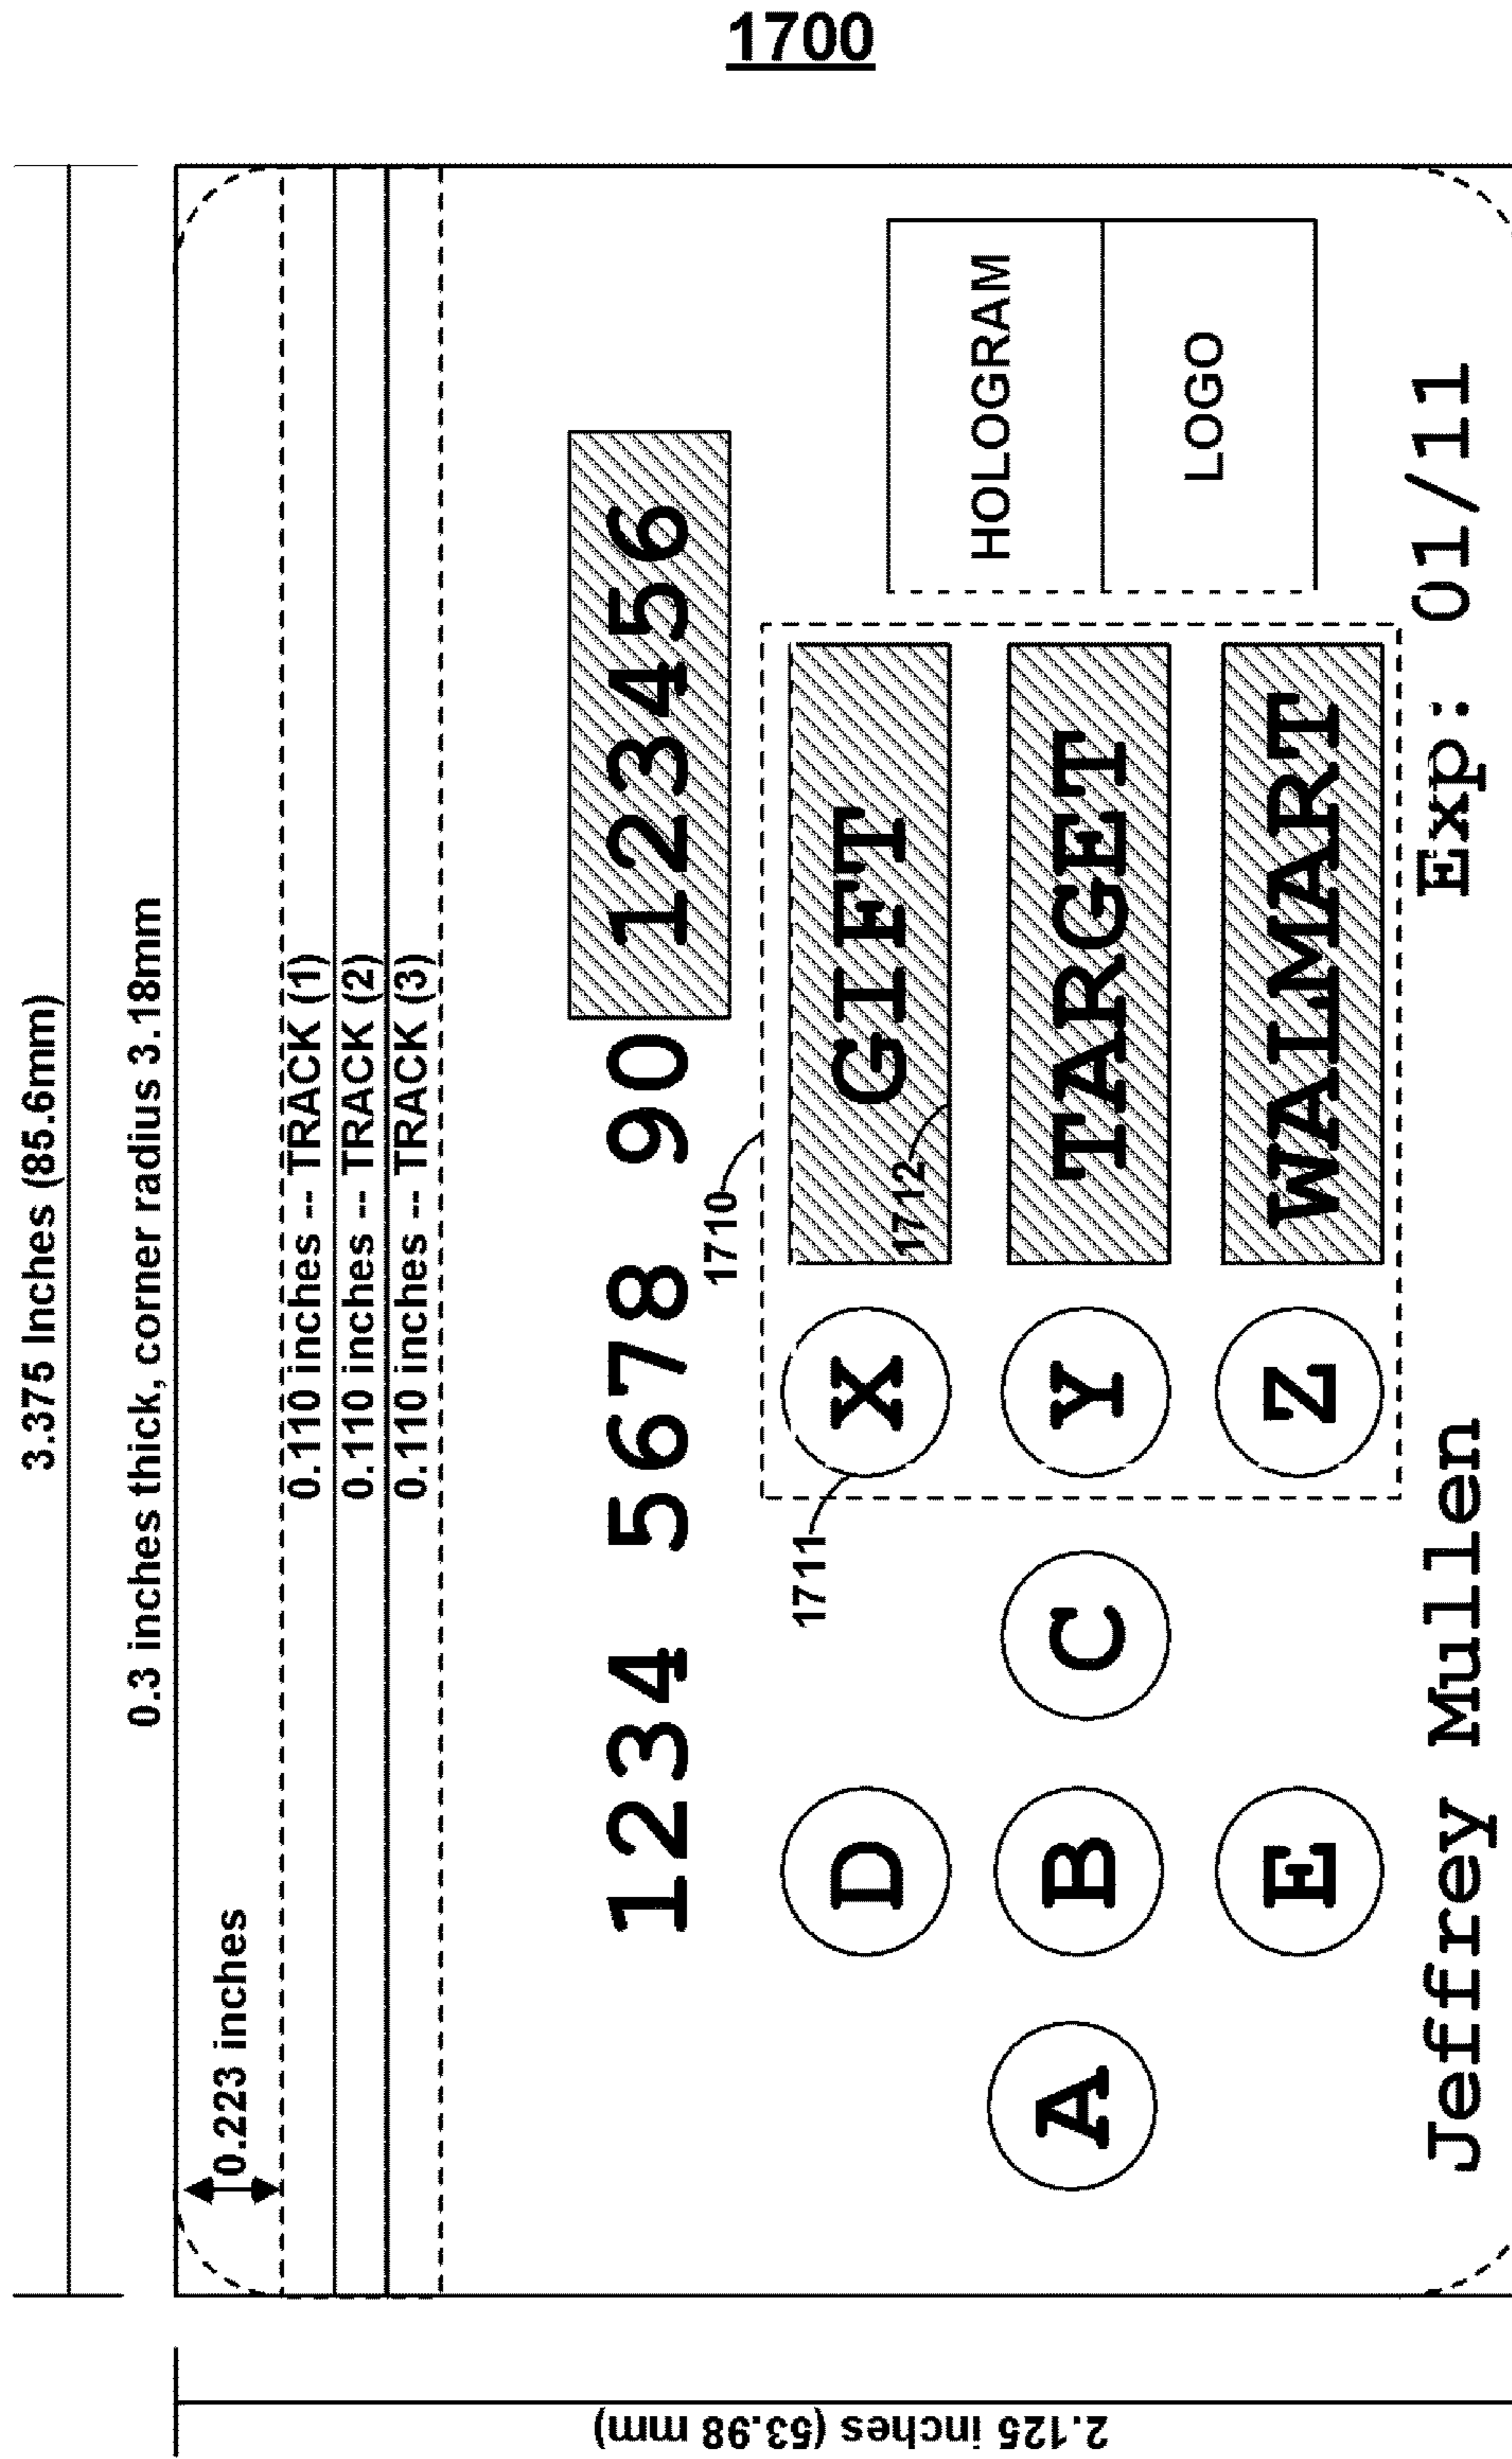 1700
3.375 Inches (85.6mm)
0.3 inches thick, corner radius 3.18mm
0.223 inches
0.110 inches -- TRACK (1)
0.110 inches -- TRACK (2)
0.110 inches -- TRACK (3)
1234 5678 90 123456
1710
1711
1712
D X GIFT
HOLOGRAM
A B C Y TARGET
LOGO
E Z WALMART
Jeffrey Mullen Exp: 01/11
2.125 inches (53.98 mm)